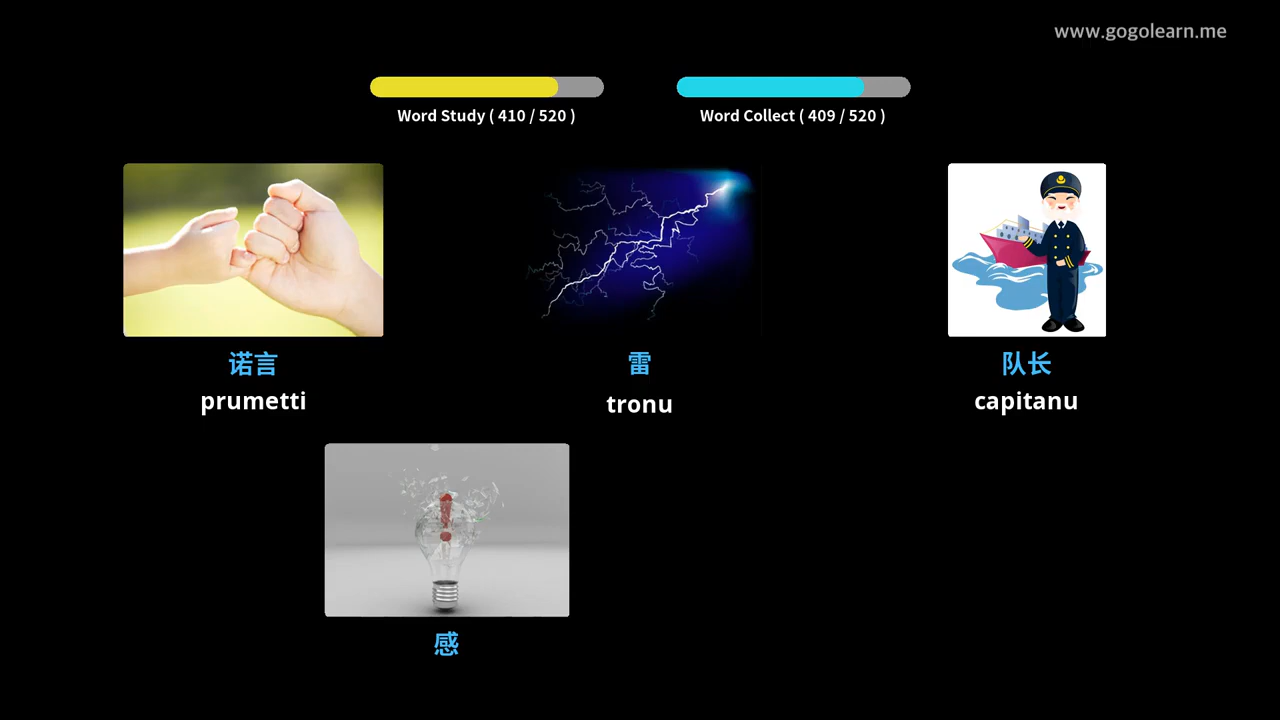 www.gogolearn.me
Word Study ( 410 / 520 )
Word Collect ( 409 / 520 )
诺言
prumetti
雷
tronu
队长
capitanu
感